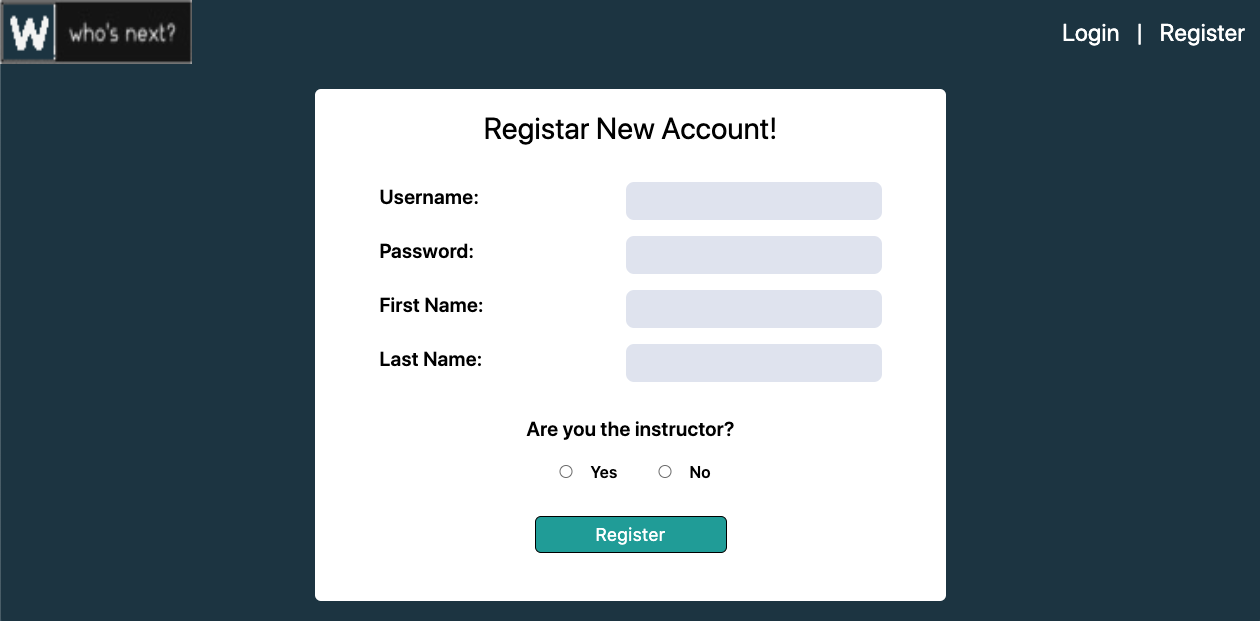 W who's next?
Login | Register
Registar New Account!
Username:
Password:
First Name:
Last Name:
Are you the instructor?
Yes No
Register